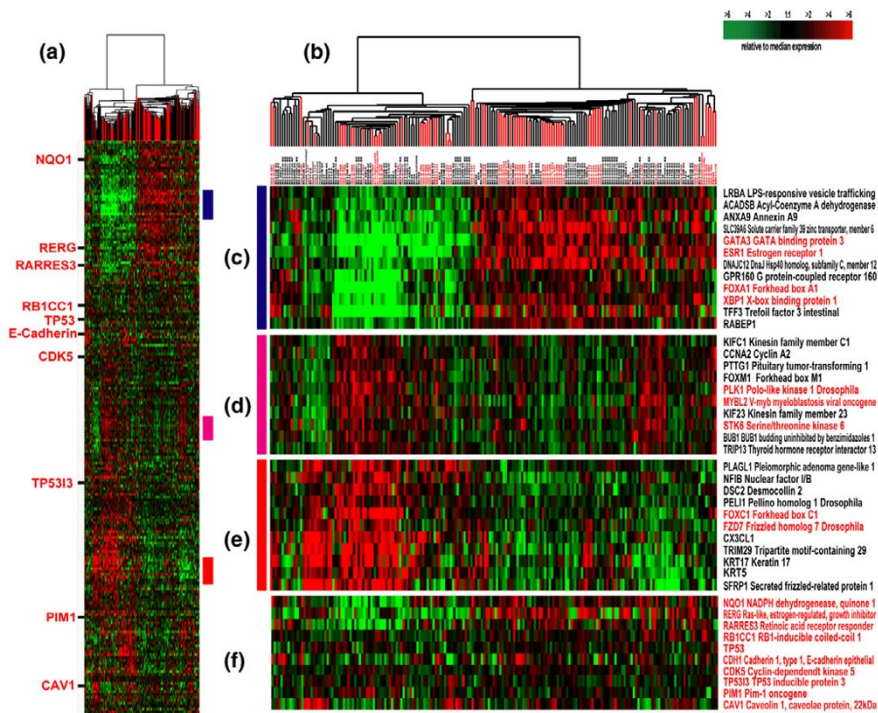 (a)
(b)
>6 >4 >2 1:1 >2 >4 >6
relative to median expression
NQO1
RERG
RARRES3
RB1CC1
TP53
E-Cadherin
CDK5
TP53I3
PIM1
CAV1
(c)
LRBA LPS-responsive vesicle trafficking
ACADSB Acyl-Coenzyme A dehydrogenase
ANXA9 Annexin A9
SLC39A6 Solute carrier family 39 zinc transporter, member 6
GATA3 GATA binding protein 3
ESR1 Estrogen receptor 1
DNAJC12 DnaJ Hsp40 homolog, subfamily C, member 12
GPR160 G protein-coupled receptor 160
FOXA1 Forkhead box A1
XBP1 X-box binding protein 1
TFF3 Trefoil factor 3 intestinal
RABEP1
(d)
KIFC1 Kinesin family member C1
CCNA2 Cyclin A2
PTTG1 Pituitary tumor-transforming 1
FOXM1 Forkhead box M1
PLK1 Polo-like kinase 1 Drosophila
MYBL2 V-myb myeloblastosis viral oncogene
KIF23 Kinesin family member 23
STK6 Serine/threonine kinase 6
BUB1 BUB1 budding uninhibited by benzimidazoles 1
TRIP13 Thyroid hormone receptor interactor 13
(e)
PLAGL1 Pleiomorphic adenoma gene-like 1
NFIB Nuclear factor I/B
DSC2 Desmocollin 2
PELI1 Pellino homolog 1 Drosophila
FOXC1 Forkhead box C1
FZD7 Frizzled homolog 7 Drosophila
CX3CL1
TRIM29 Tripartite motif-containing 29
KRT17 Keratin 17
KRT5
SFRP1 Secreted frizzled-related protein 1
(f)
NQO1 NADPH dehydrogenease, quinone 1
RERG Ras-like, estrogen-regulated, growth inhibitor
RARRES3 Retinoic acid receptor responder
RB1CC1 RB1-inducible coiled-coil 1
TP53
CDH1 Cadherin 1, type 1, E-cadherin epithelial
CDK5 Cyclin-dependendt kinase 5
TP53I3 TP53 inducible protein 3
PIM1 Pim-1 oncogene
CAV1 Caveolin 1, caveolae protein, 22kDa